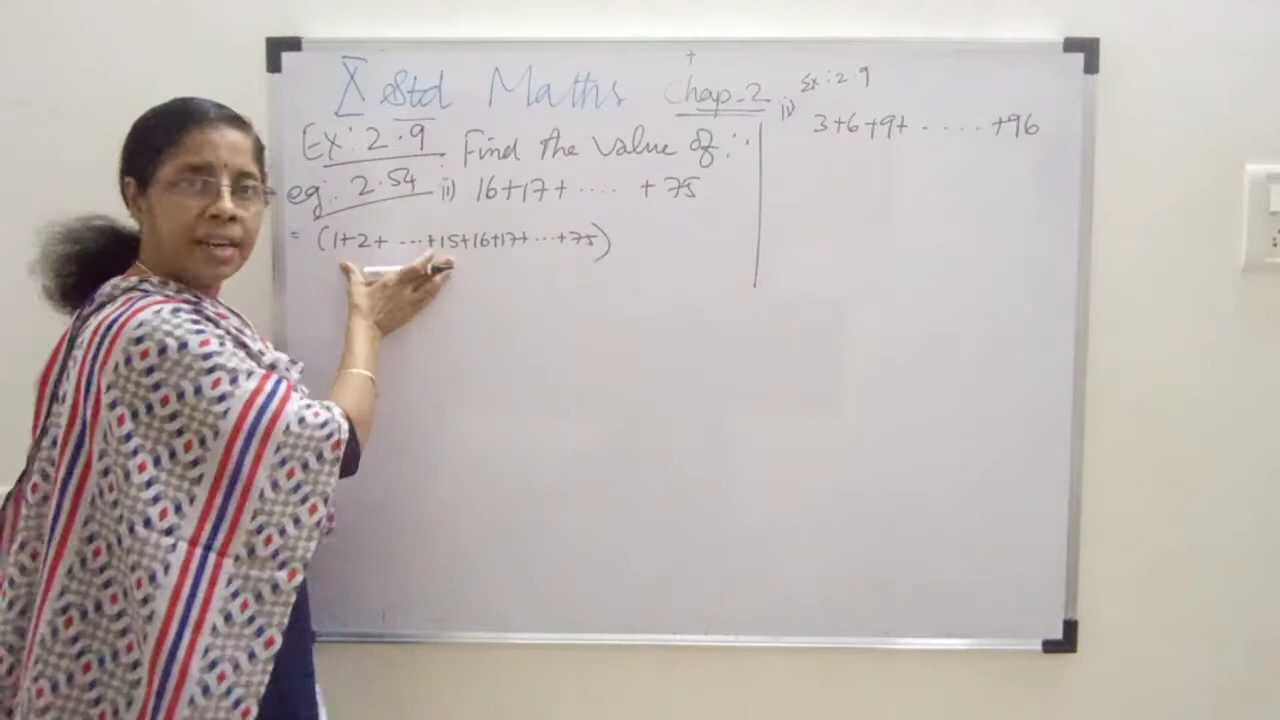 X Std Maths Chap-2
Ex: 2.9 Find the value of:
eg: 2.54 ii) 16+17+ .... +75
= (1+2+ ...+15+16+17+ ...+75)
Ex: 2.9
ii) 3+6+9+ ..... +96